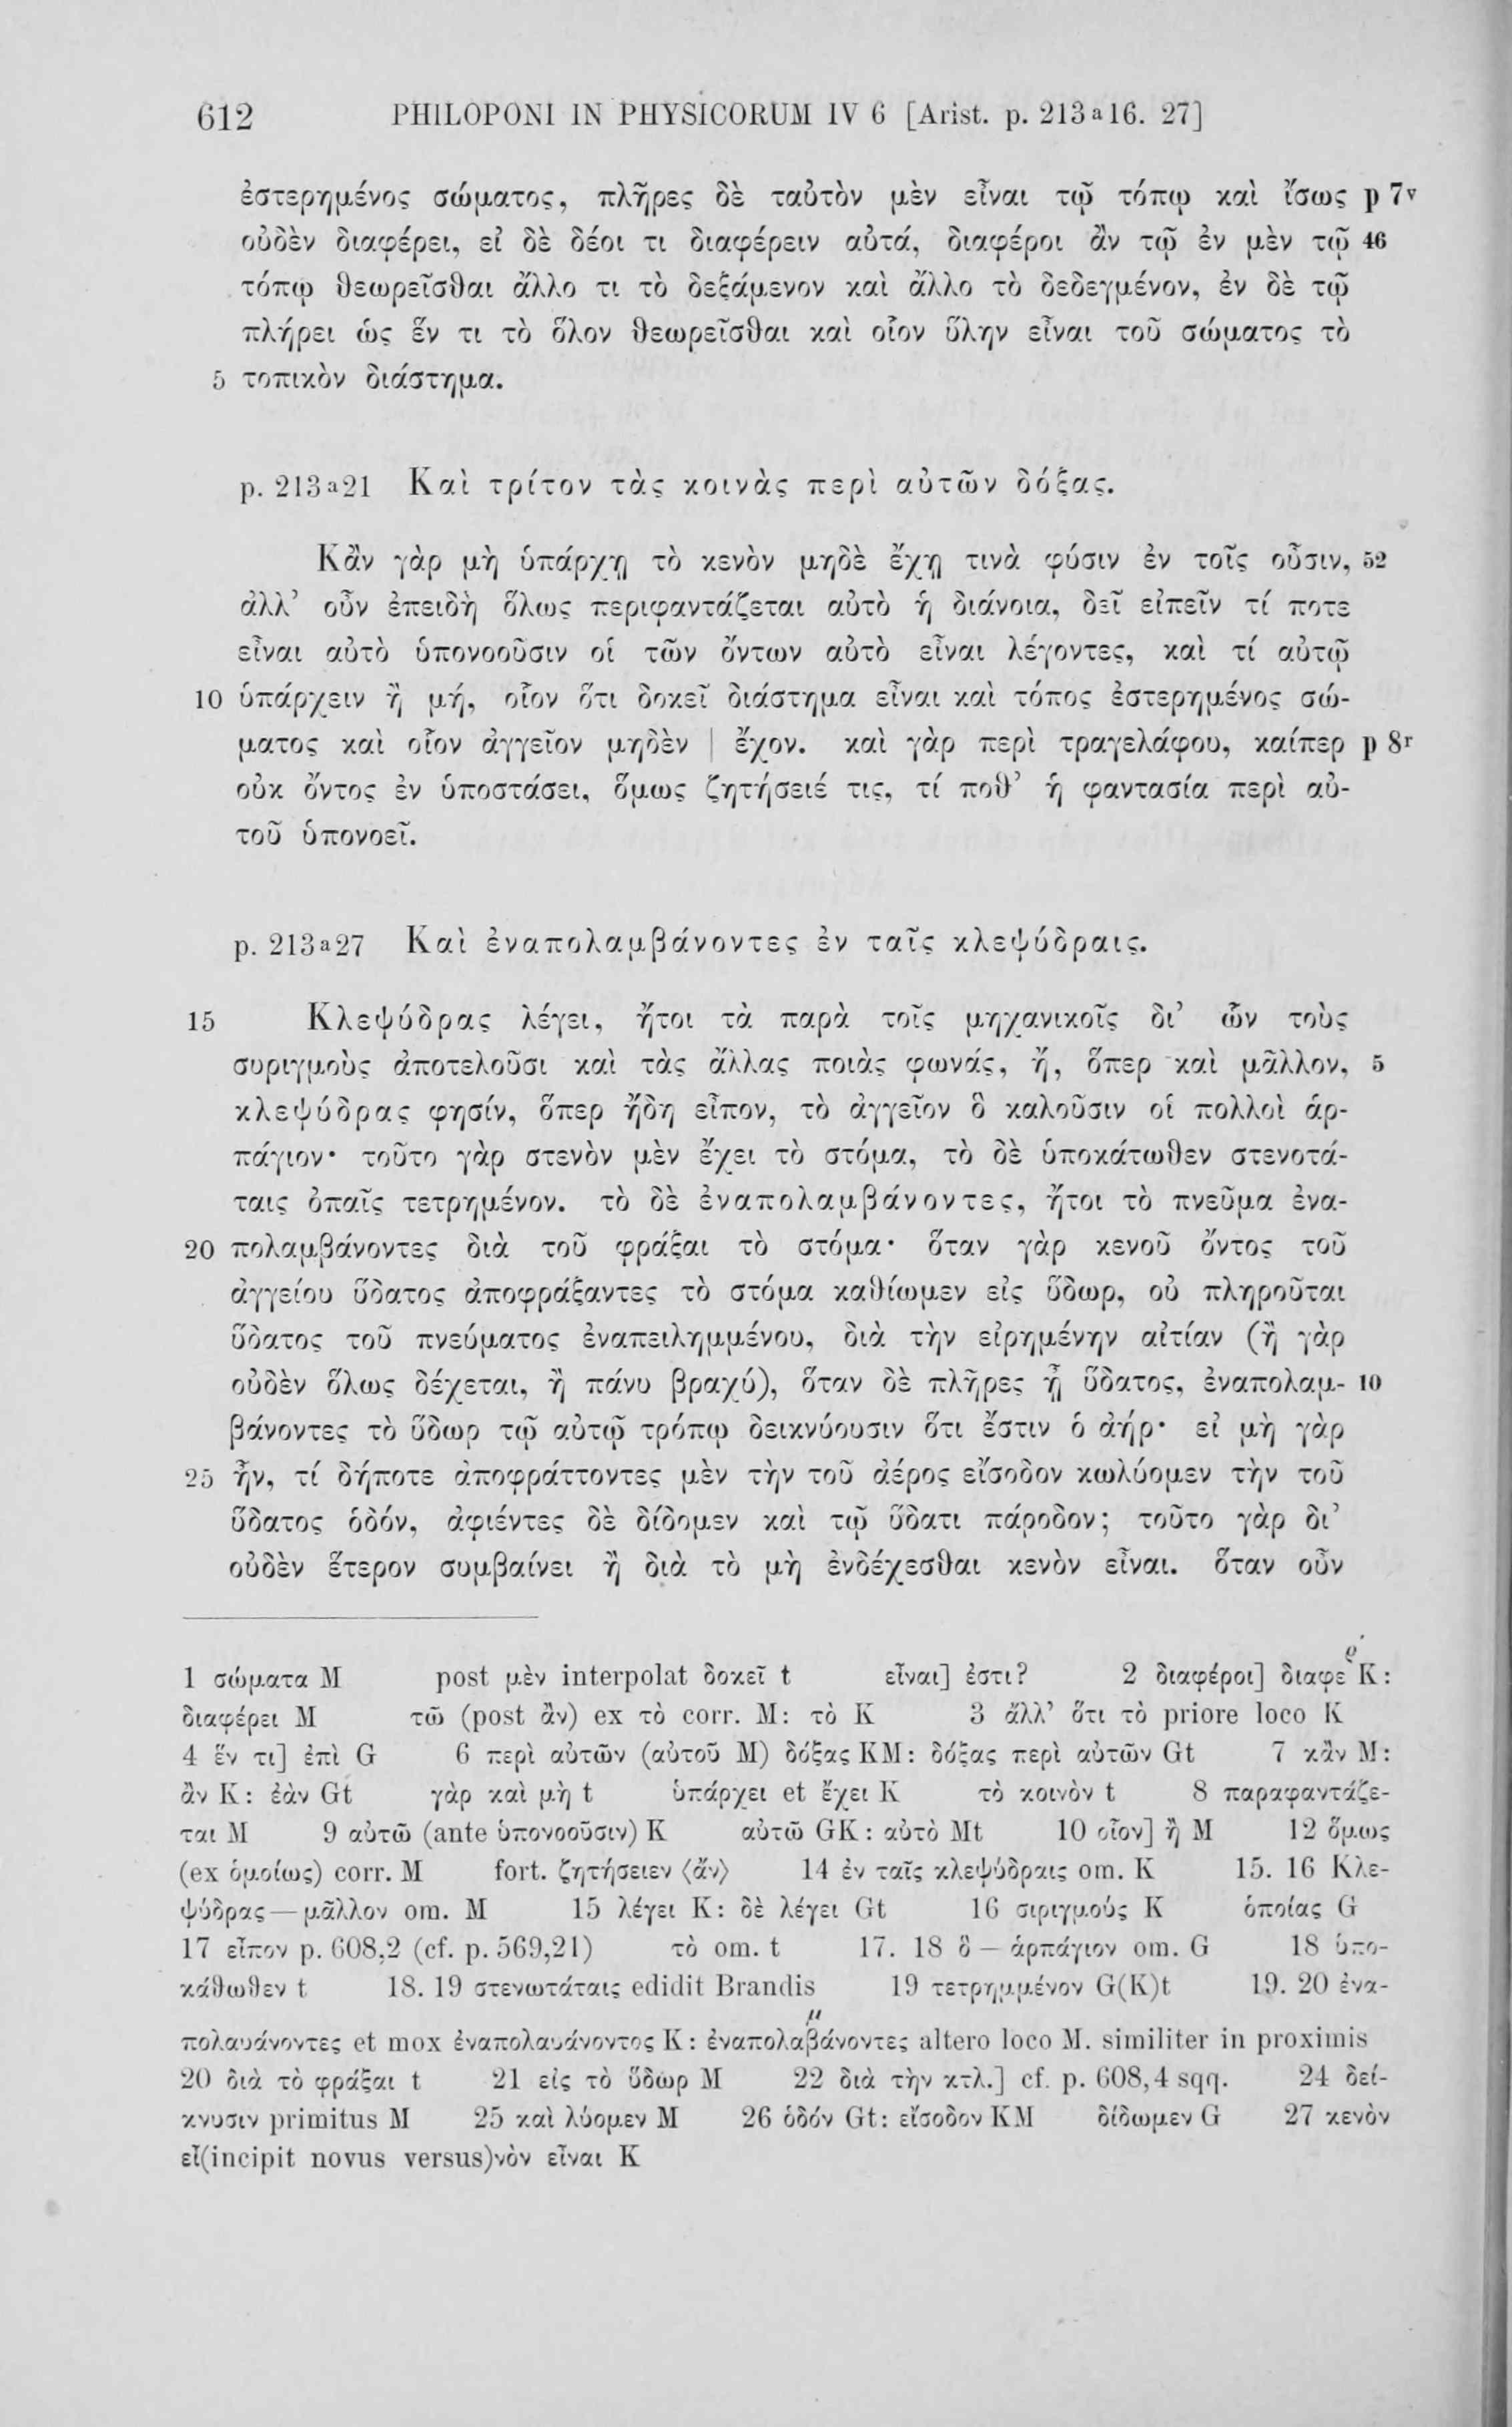 612 PHILOPONI IN PHYSICORUM IV 6 [Arist. p. 213a16. 27]
ἐστερημένος σώματος, πλῆρες δὲ ταὐτὸν μὲν εἶναι τῷ τόπῳ καὶ ἴσως p 7v
οὐδὲν διαφέρει, εἰ δὲ δέοι τι διαφέρειν αὐτά, διαφέροι ἂν τῷ ἐν μὲν τῷ 46
τόπῳ θεωρεῖσθαι ἄλλο τι τὸ δεξάμενον καὶ ἄλλο τὸ δεδεγμένον, ἐν δὲ τῷ
πλήρει ὡς ἕν τι τὸ ὅλον θεωρεῖσθαι καὶ οἷον ὕλην εἶναι τοῦ σώματος τὸ
5 τοπικὸν διάστημα.
p. 213a21 Καὶ τρίτον τὰς κοινὰς περὶ αὐτῶν δόξας.
Κἂν γὰρ μὴ ὑπάρχῃ τὸ κενὸν μηδὲ ἔχῃ τινὰ φύσιν ἐν τοῖς οὖσιν, 52
ἀλλ' οὖν ἐπειδὴ ὅλως περιφαντάζεται αὐτὸ ἡ διάνοια, δεῖ εἰπεῖν τί ποτε
εἶναι αὐτὸ ὑπονοοῦσιν οἱ τῶν ὄντων αὐτὸ εἶναι λέγοντες, καὶ τί αὐτῷ
10 ὑπάρχειν ἢ μή, οἷον ὅτι δοκεῖ διάστημα εἶναι καὶ τόπος ἐστερημένος σώ-
ματος καὶ οἷον ἀγγεῖον μηδὲν | ἔχον. καὶ γὰρ περὶ τραγελάφου, καίπερ p 8r
οὐκ ὄντος ἐν ὑποστάσει, ὅμως ζητήσειέ τις, τί ποθ' ἡ φαντασία περὶ αὐ-
τοῦ ὑπονοεῖ.
p. 213a27 Καὶ ἐναπολαμβάνοντες ἐν ταῖς κλεψύδραις.
15 Κλεψύδρας λέγει, ἤτοι τὰ παρὰ τοῖς μηχανικοῖς δι' ὧν τοὺς
συριγμοὺς ἀποτελοῦσι καὶ τὰς ἄλλας ποιὰς φωνάς, ἤ, ὅπερ καὶ μᾶλλον, 5
κλεψύδρας φησίν, ὅπερ ἤδη εἶπον, τὸ ἀγγεῖον ὃ καλοῦσιν οἱ πολλοὶ ἁρ-
πάγιον· τοῦτο γὰρ στενὸν μὲν ἔχει τὸ στόμα, τὸ δὲ ὑποκάτωθεν στενοτά-
ταις ὀπαῖς τετρημένον. τὸ δὲ ἐναπολαμβάνοντες, ἤτοι τὸ πνεῦμα ἐνα-
20 πολαμβάνοντες διὰ τοῦ φράξαι τὸ στόμα· ὅταν γὰρ κενοῦ ὄντος τοῦ
ἀγγείου ὕδατος ἀποφράξαντες τὸ στόμα καθίωμεν εἰς ὕδωρ, οὐ πληροῦται
ὕδατος τοῦ πνεύματος ἐναπειλημμένου, διὰ τὴν εἰρημένην αἰτίαν (ἢ γὰρ
οὐδὲν ὅλως δέχεται, ἢ πάνυ βραχύ), ὅταν δὲ πλῆρες ᾖ ὕδατος, ἐναπολαμ- 10
βάνοντες τὸ ὕδωρ τῷ αὐτῷ τρόπῳ δεικνύουσιν ὅτι ἔστιν ὁ ἀήρ· εἰ μὴ γὰρ
25 ἦν, τί δήποτε ἀποφράττοντες μὲν τὴν τοῦ ἀέρος εἴσοδον κωλύομεν τὴν τοῦ
ὕδατος ὁδόν, ἀφιέντες δὲ δίδομεν καὶ τῷ ὕδατι πάροδον; τοῦτο γὰρ δι'
οὐδὲν ἕτερον συμβαίνει ἢ διὰ τὸ μὴ ἐνδέχεσθαι κενὸν εἶναι. ὅταν οὖν
1 σώματα M post μὲν interpolat δοκεῖ t εἶναι] ἐστι? 2 διαφέροι] διαφερ K:
διαφέρει M τῶ (post ἂν) ex τὸ corr. M: τὸ K 3 ἄλλ' ὅτι τὸ priore loco K
4 ἕν τι] ἐπὶ G 6 περὶ αὐτῶν (αὐτοῦ M) δόξας KM: δόξας περὶ αὐτῶν Gt 7 κἂν M:
ἂν K: ἐὰν Gt γὰρ καὶ μὴ t ὑπάρχει et ἔχει K τὸ κοινὸν t 8 παραφαντάζε-
ται M 9 αὐτῶ (ante ὑπονοοῦσιν) K αὐτῶ GK: αὐτὸ Mt 10 οἷον] ἢ M 12 ὅμως
(ex ὁμοίως) corr. M fort. ζητήσειεν ⟨ἄν⟩ 14 ἐν ταῖς κλεψύδραις om. K 15. 16 Κλε-
ψύδρας — μᾶλλον om. M 15 λέγει K: δὲ λέγει Gt 16 σιριγμούς K ὁποίας G
17 εἶπον p. 608,2 (cf. p. 569,21) τὸ om. t 17. 18 ὃ — ἁρπάγιον om. G 18 ὑπο-
κάθωθεν t 18. 19 στενωτάταις edidit Brandis 19 τετρημμένον G(K)t 19. 20 ἐνα-
πολαυάνοντες et mox ἐναπολαυάνοντος K: ἐναπολαμβάνοντες altero loco M. similiter in proximis
20 διὰ τὸ φράξαι t 21 εἰς τὸ ὕδωρ M 22 διὰ τὴν κτλ.] cf. p. 608,4 sqq. 24 δεί-
κνυσιν primitus M 25 καὶ λύομεν M 26 ὁδόν Gt: εἴσοδον KM δίδωμεν G 27 κενὸν
εἶ(incipit novus versus)νὸν εἶναι K